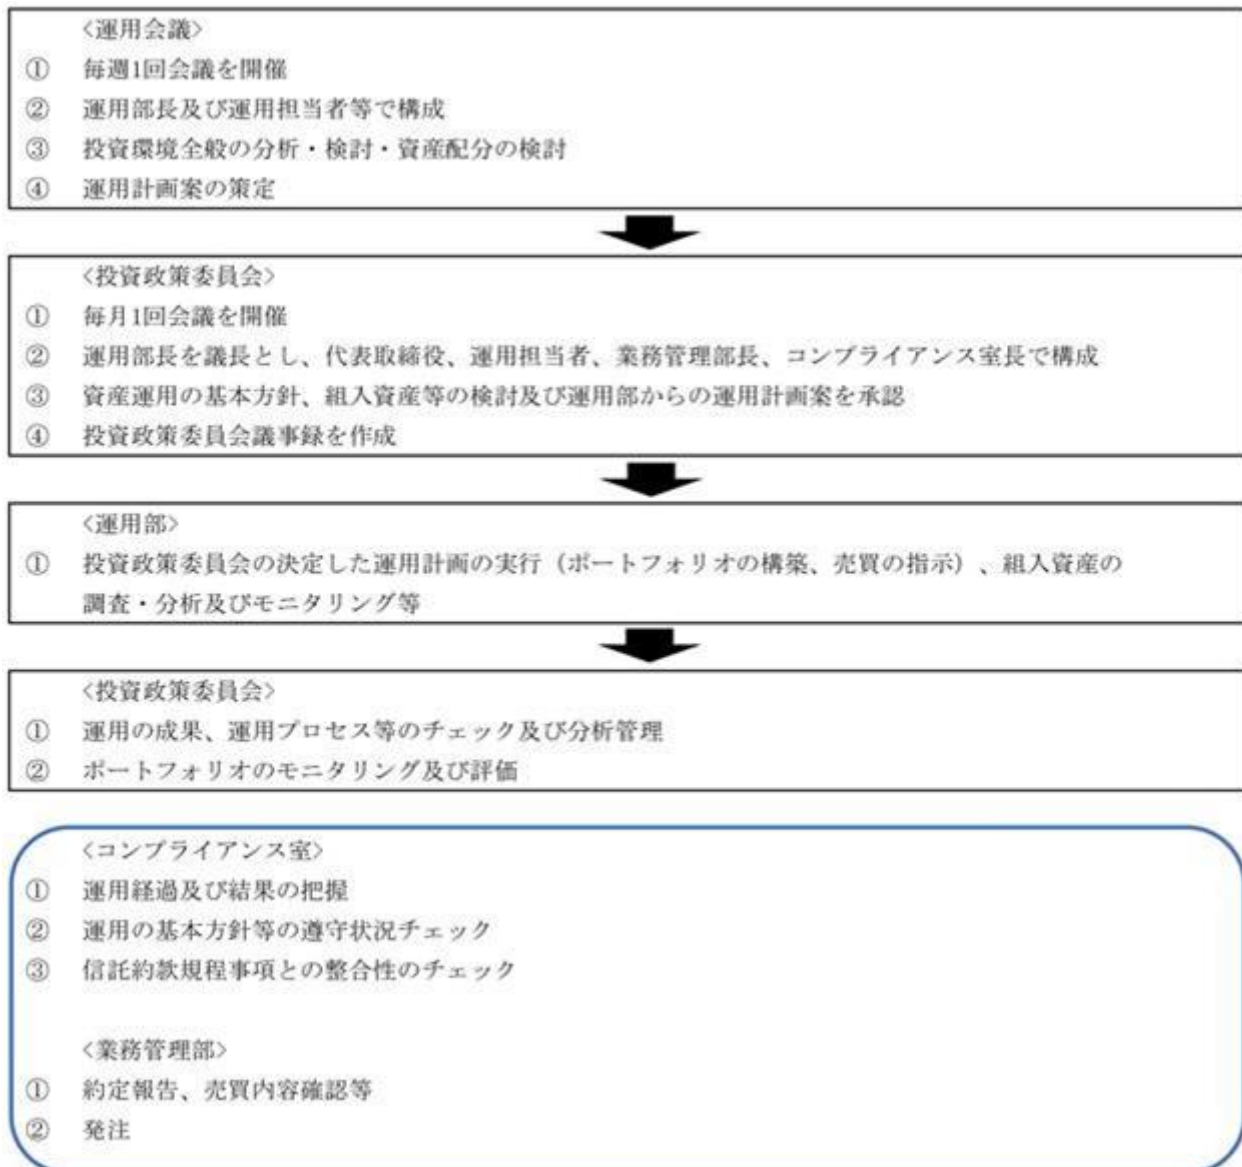 <運用会議>
① 毎週1回会議を開催
② 運用部長及び運用担当者等で構成
③ 投資環境全般の分析・検討・資産配分の検討
④ 運用計画案の策定
<投資政策委員会>
① 毎月1回会議を開催
② 運用部長を議長とし、代表取締役、運用担当者、業務管理部長、コンプライアンス室長で構成
③ 資産運用の基本方針、組入資産等の検討及び運用部からの運用計画案を承認
④ 投資政策委員会議事録を作成
<運用部>
① 投資政策委員会の決定した運用計画の実行（ポートフォリオの構築、売買の指示）、組入資産の
調査・分析及びモニタリング等
<投資政策委員会>
① 運用の成果、運用プロセス等のチェック及び分析管理
② ポートフォリオのモニタリング及び評価
<コンプライアンス室>
① 運用経過及び結果の把握
② 運用の基本方針等の遵守状況チェック
③ 信託約款規程事項との整合性のチェック
<業務管理部>
① 約定報告、売買内容確認等
② 発注